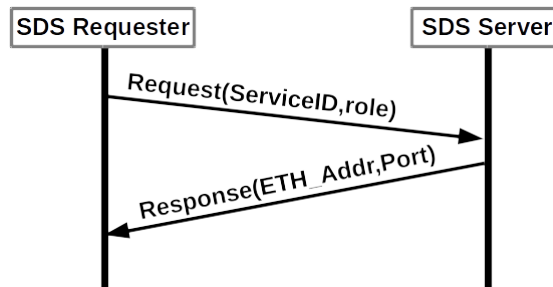 SDS Requester
SDS Server
Request(ServiceID,role)
Response(ETH_Addr,Port)